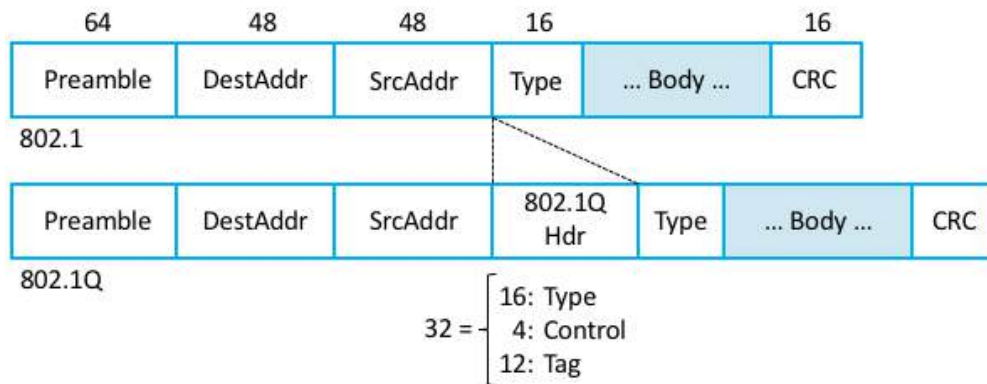 64 48 48 16 16
Preamble DestAddr SrcAddr Type ... Body ... CRC
802.1
Preamble DestAddr SrcAddr 802.1Q Hdr Type ... Body ... CRC
802.1Q
16: Type
32 = 4: Control
12: Tag